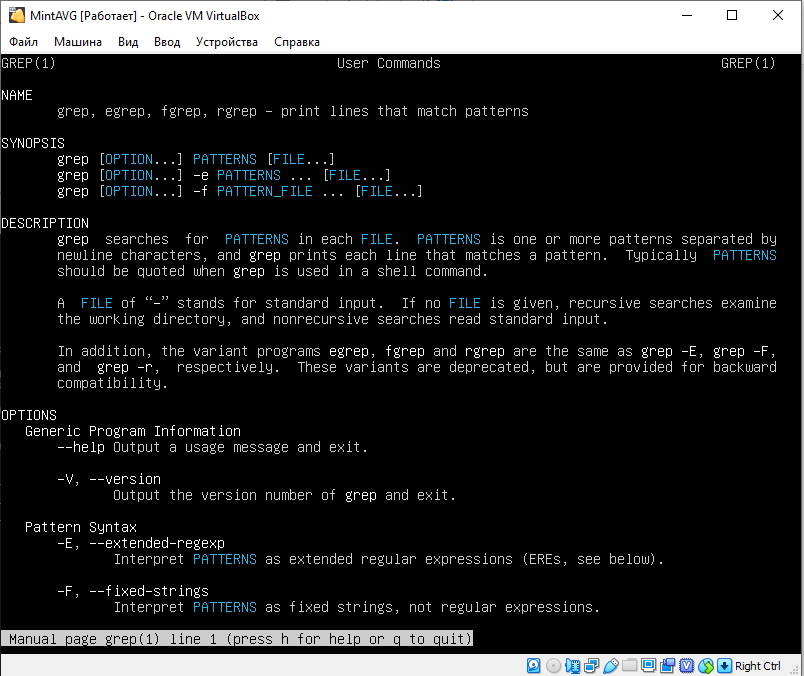 MintAVG [Работает] - Oracle VM VirtualBox
Файл Машина Вид Ввод Устройства Справка
GREP(1) User Commands GREP(1)
NAME
grep, egrep, fgrep, rgrep - print lines that match patterns
SYNOPSIS
grep [OPTION...] PATTERNS [FILE...]
grep [OPTION...] -e PATTERNS ... [FILE...]
grep [OPTION...] -f PATTERN_FILE ... [FILE...]
DESCRIPTION
grep searches for PATTERNS in each FILE. PATTERNS is one or more patterns separated by
newline characters, and grep prints each line that matches a pattern. Typically PATTERNS
should be quoted when grep is used in a shell command.
A FILE of “-” stands for standard input. If no FILE is given, recursive searches examine
the working directory, and nonrecursive searches read standard input.
In addition, the variant programs egrep, fgrep and rgrep are the same as grep -E, grep -F,
and grep -r, respectively. These variants are deprecated, but are provided for backward
compatibility.
OPTIONS
Generic Program Information
--help Output a usage message and exit.
-V, --version
Output the version number of grep and exit.
Pattern Syntax
-E, --extended-regexp
Interpret PATTERNS as extended regular expressions (EREs, see below).
-F, --fixed-strings
Interpret PATTERNS as fixed strings, not regular expressions.
Manual page grep(1) line 1 (press h for help or q to quit)
Right Ctrl